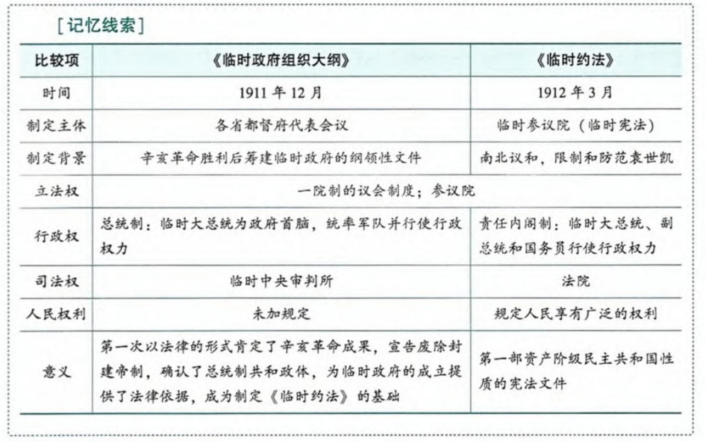 ［记忆线索］
比较项 《临时政府组织大纲》 《临时约法》
时间 1911 年 12 月 1912 年 3 月
制定主体 各省都督府代表会议 临时参议院（临时宪法）
制定背景 辛亥革命胜利后筹建临时政府的纲领性文件 南北议和，限制和防范袁世凯
立法权 一院制的议会制度；参议院
行政权 总统制：临时大总统为政府首脑，统率军队并行使行政
权力
责任内阁制：临时大总统、副
总统和国务员行使行政权力
司法权 临时中央审判所 法院
人民权利 未加规定 规定人民享有广泛的权利
意义 第一次以法律的形式肯定了辛亥革命成果，宣告废除封
建帝制，确认了总统制共和政体，为临时政府的成立提
供了法律依据，成为制定《临时约法》的基础
第一部资产阶级民主共和国性
质的宪法文件